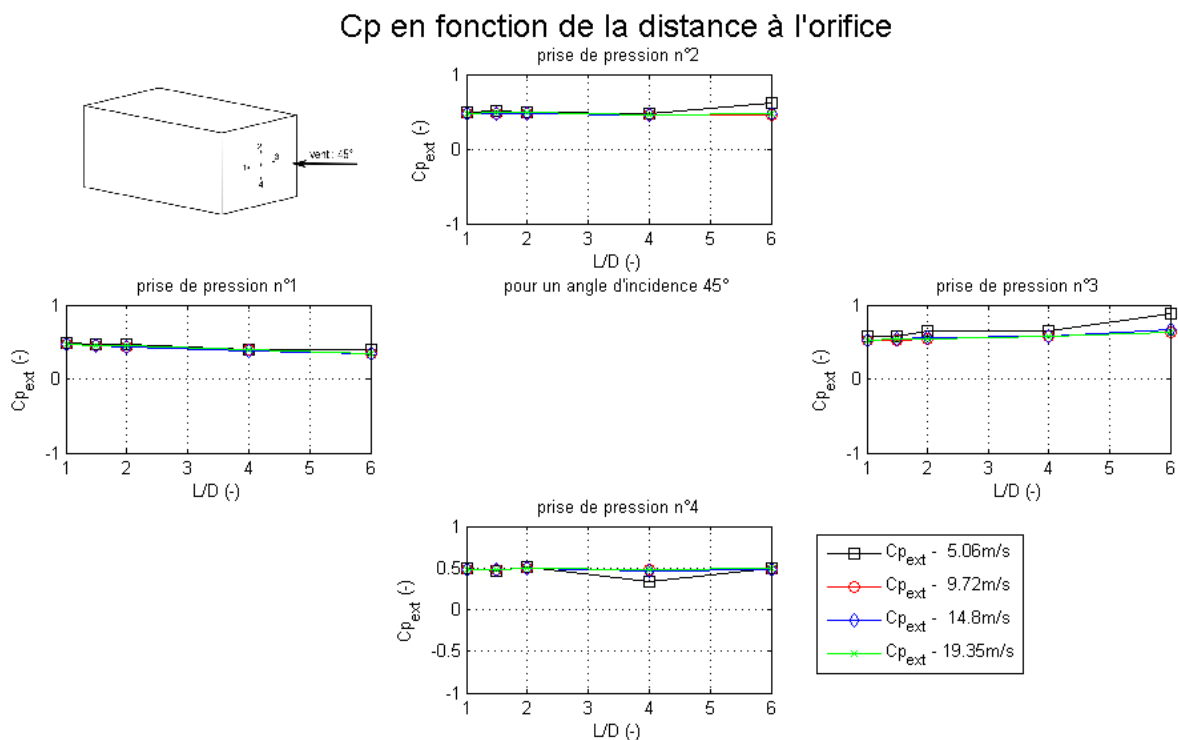 Cp en fonction de la distance à l'orifice
prise de pression n°2
1
0
-1
Cp_ext (-)
1 2 3 4 5 6
L/D (-)
2
1
3
4
vent : 45°
prise de pression n°1
1
0
-1
Cp_ext (-)
1 2 3 4 5 6
L/D (-)
pour un angle d'incidence 45°
prise de pression n°3
1
0
-1
Cp_ext (-)
1 2 3 4 5 6
L/D (-)
prise de pression n°4
1
0.5
0
-0.5
-1
Cp_ext (-)
1 2 3 4 5 6
L/D (-)
Cp_ext - 5.06m/s
Cp_ext - 9.72m/s
Cp_ext - 14.8m/s
Cp_ext - 19.35m/s